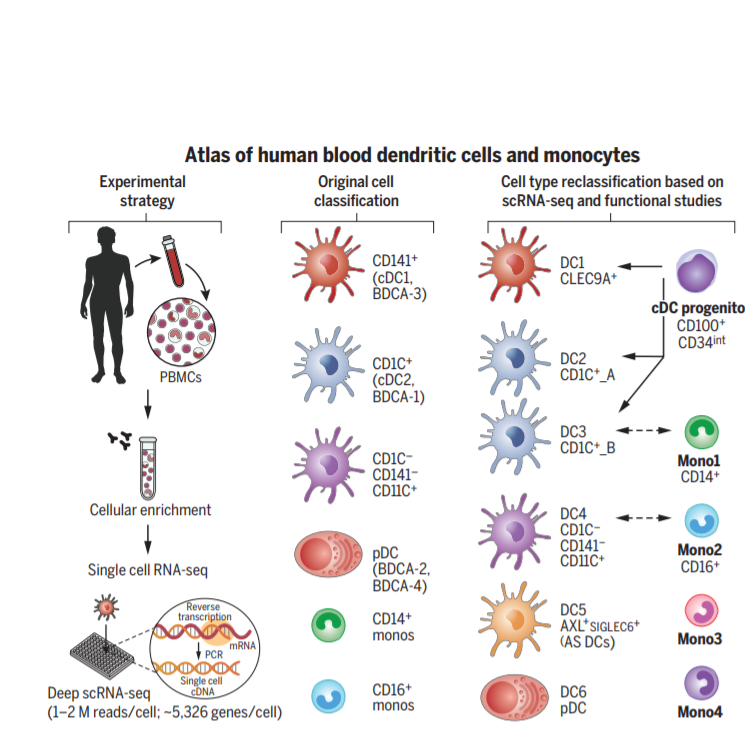 Atlas of human blood dendritic cells and monocytes
Experimental
strategy
PBMCs
Cellular enrichment
Single cell RNA-seq
Reverse
transcription
mRNA
PCR
Single cell
cDNA
Deep scRNA-seq
(1–2 M reads/cell; ~5,326 genes/cell)
Original cell
classification
CD141⁺
(cDC1,
BDCA-3)
CD1C⁺
(cDC2,
BDCA-1)
CD1C⁻
CD141⁻
CD11C⁺
pDC
(BDCA-2,
BDCA-4)
CD14⁺
monos
CD16⁺
monos
Cell type reclassification based on
scRNA-seq and functional studies
DC1
CLEC9A⁺
DC2
CD1C⁺_A
DC3
CD1C⁺_B
DC4
CD1C⁻
CD141⁻
CD11C⁺
DC5
AXL⁺SIGLEC6⁺
(AS DCs)
DC6
pDC
cDC progenito
CD100⁺
CD34ⁱⁿᵗ
Mono1
CD14⁺
Mono2
CD16⁺
Mono3
Mono4